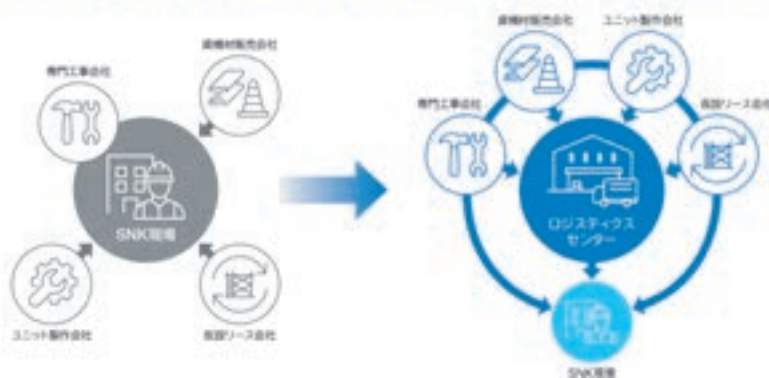 資機材販売会社
専門工事会社
SNK現場
ユニット製作会社
仮設リース会社
資機材販売会社
ユニット製作会社
専門工事会社
仮設リース会社
ロジスティクス
センター
SNK現場